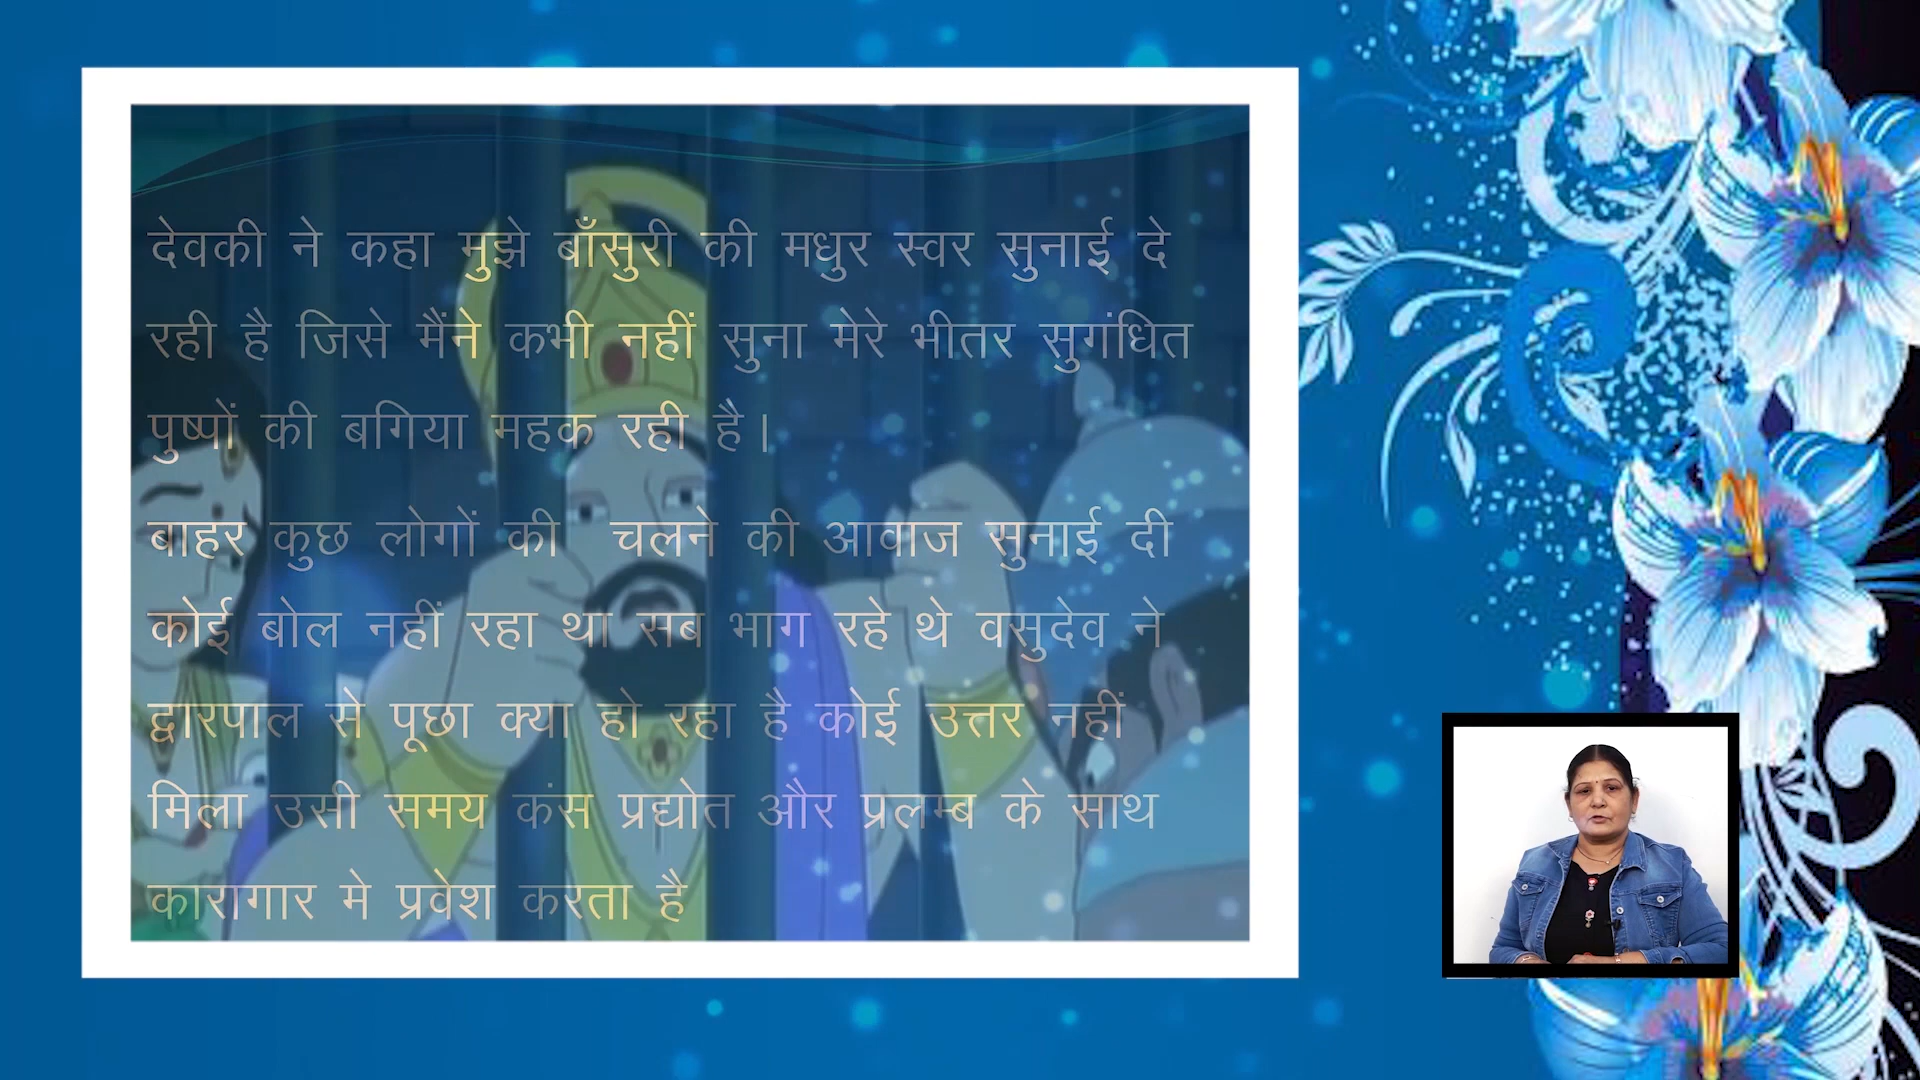 देवकी ने कहा मुझे बाँसुरी की मधुर स्वर सुनाई दे
रही है जिसे मैंने कभी नहीं सुना मेरे भीतर सुगंधित
पुष्पों की बगिया महक रही है।
बाहर कुछ लोगों की चलने की आवाज सुनाई दी
कोई बोल नहीं रहा था सब भाग रहे थे वसुदेव ने
द्वारपाल से पूछा क्या हो रहा है कोई उत्तर नहीं
मिला उसी समय कंस प्रद्योत और प्रलम्ब के साथ
कारागार मे प्रवेश करता है